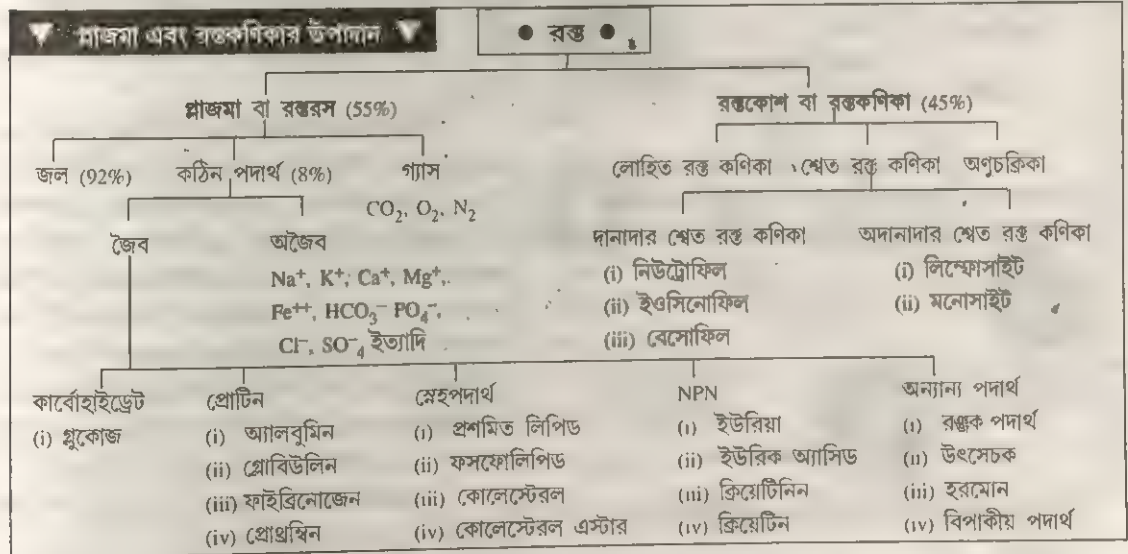 ▼ প্লাজমা এবং রক্তকণিকার উপাদান ▼
● রক্ত ●
প্লাজমা বা রক্তরস (55%) রক্তকোশ বা রক্তকণিকা (45%)
জল (92%) কঠিন পদার্থ (8%) গ্যাস লোহিত রক্ত কণিকা শ্বেত রক্ত কণিকা অণুচক্রিকা
CO₂, O₂, N₂
জৈব অজৈব দানাদার শ্বেত রক্ত কণিকা অদানাদার শ্বেত রক্ত কণিকা
Na⁺, K⁺; Ca⁺, Mg⁺, (i) নিউট্রোফিল (i) লিম্ফোসাইট
Fe⁺⁺, HCO₃⁻ PO₄⁻, (ii) ইওসিনোফিল (ii) মনোসাইট
Cl⁻, SO⁻₄ ইত্যাদি (iii) বেসোফিল
কার্বোহাইড্রেট প্রোটিন স্নেহপদার্থ NPN অন্যান্য পদার্থ
(i) গ্লুকোজ (i) অ্যালবুমিন (i) প্রশমিত লিপিড (i) ইউরিয়া (i) রঞ্জক পদার্থ
(ii) গ্লোবিউলিন (ii) ফসফোলিপিড (ii) ইউরিক অ্যাসিড (ii) উৎসেচক
(iii) ফাইব্রিনোজেন (iii) কোলেস্টেরল (iii) ক্রিয়েটিনিন (iii) হরমোন
(iv) প্রোথ্রম্বিন (iv) কোলেস্টেরল এস্টার (iv) ক্রিয়েটিন (iv) বিপাকীয় পদার্থ